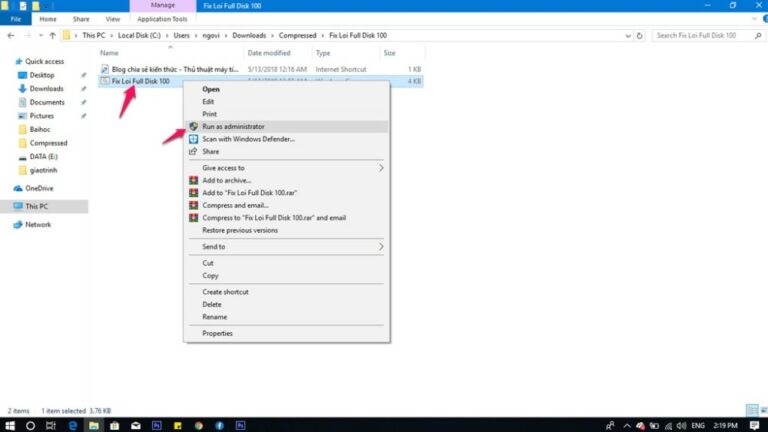 Manage
Fix Loi Full Disk 100
File
Home
Share
View
Application Tools
This PC > Local Disk (C:) > Users > ngovi > Downloads > Compressed > Fix Loi Full Disk 100
Search Fix Loi Full Disk 100
Name
Date modified
Type
Size
Quick access
Desktop
Downloads
Documents
Pictures
Baihoc
Compressed
DATA (E:)
giaotrinh
OneDrive
This PC
Network
Blog chia sẻ kiến thức - Thủ thuật máy tí...
5/13/2018 12:16 AM
Internet Shortcut
1 KB
Fix Loi Full Disk 100
4 KB
Open
Edit
Print
Run as administrator
Scan with Windows Defender...
Share
Give access to
Add to archive...
Add to "Fix Loi Full Disk 100.rar"
Compress and email...
Compress to "Fix Loi Full Disk 100.rar" and email
Restore previous versions
Send to
Cut
Copy
Create shortcut
Delete
Rename
Properties
2 items
1 item selected 3.76 KB
ENG
2:19 PM